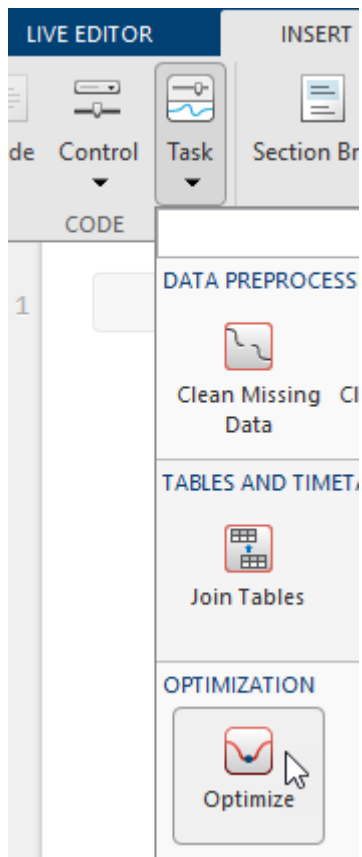 LIVE EDITOR INSERT
de Control Task Section Br
CODE
1
DATA PREPROCESS
Clean Missing Cl
Data
TABLES AND TIMETA
Join Tables
OPTIMIZATION
Optimize